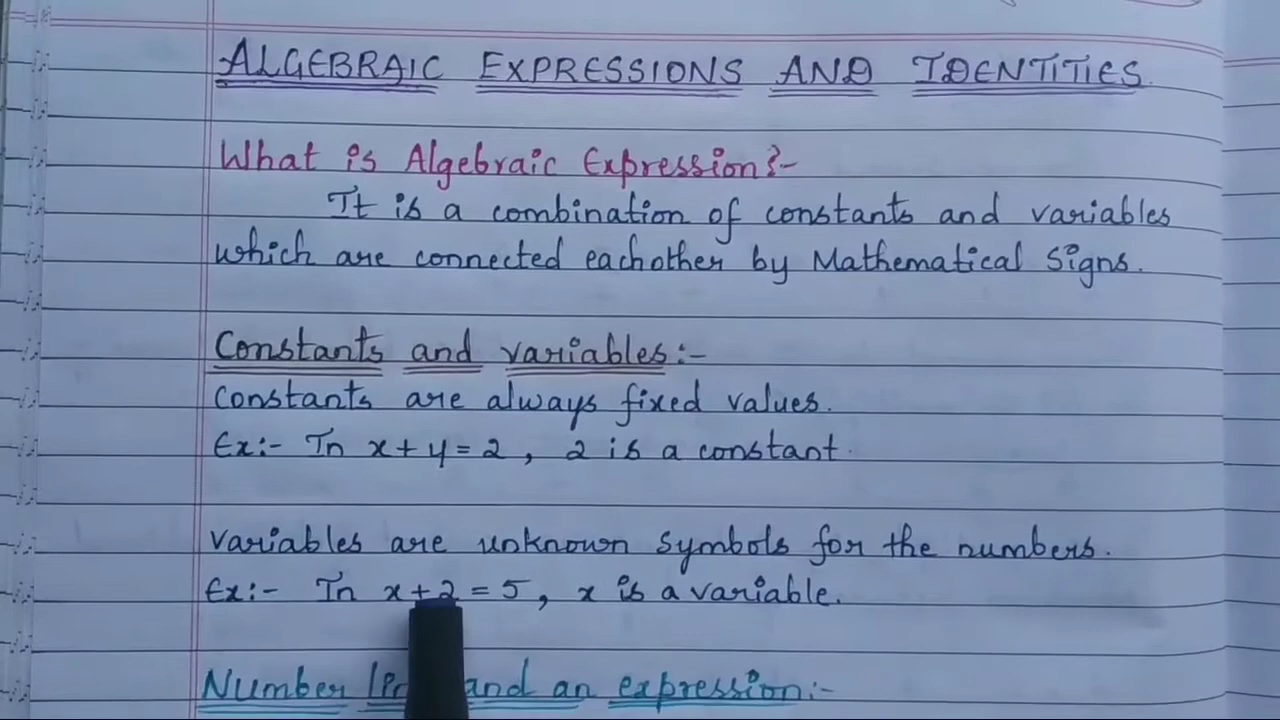 ALGEBRAIC EXPRESSIONS AND IDENTITIES
What is Algebraic Expression?:-
It is a combination of constants and variables
which are connected eachother by Mathematical Signs.
Constants and variables:-
Constants are always fixed values.
Ex:- In x+y=2, 2 is a constant.
Variables are unknown symbols for the numbers.
Ex:- In x+2=5, x is a variable.
Number and an expression:-